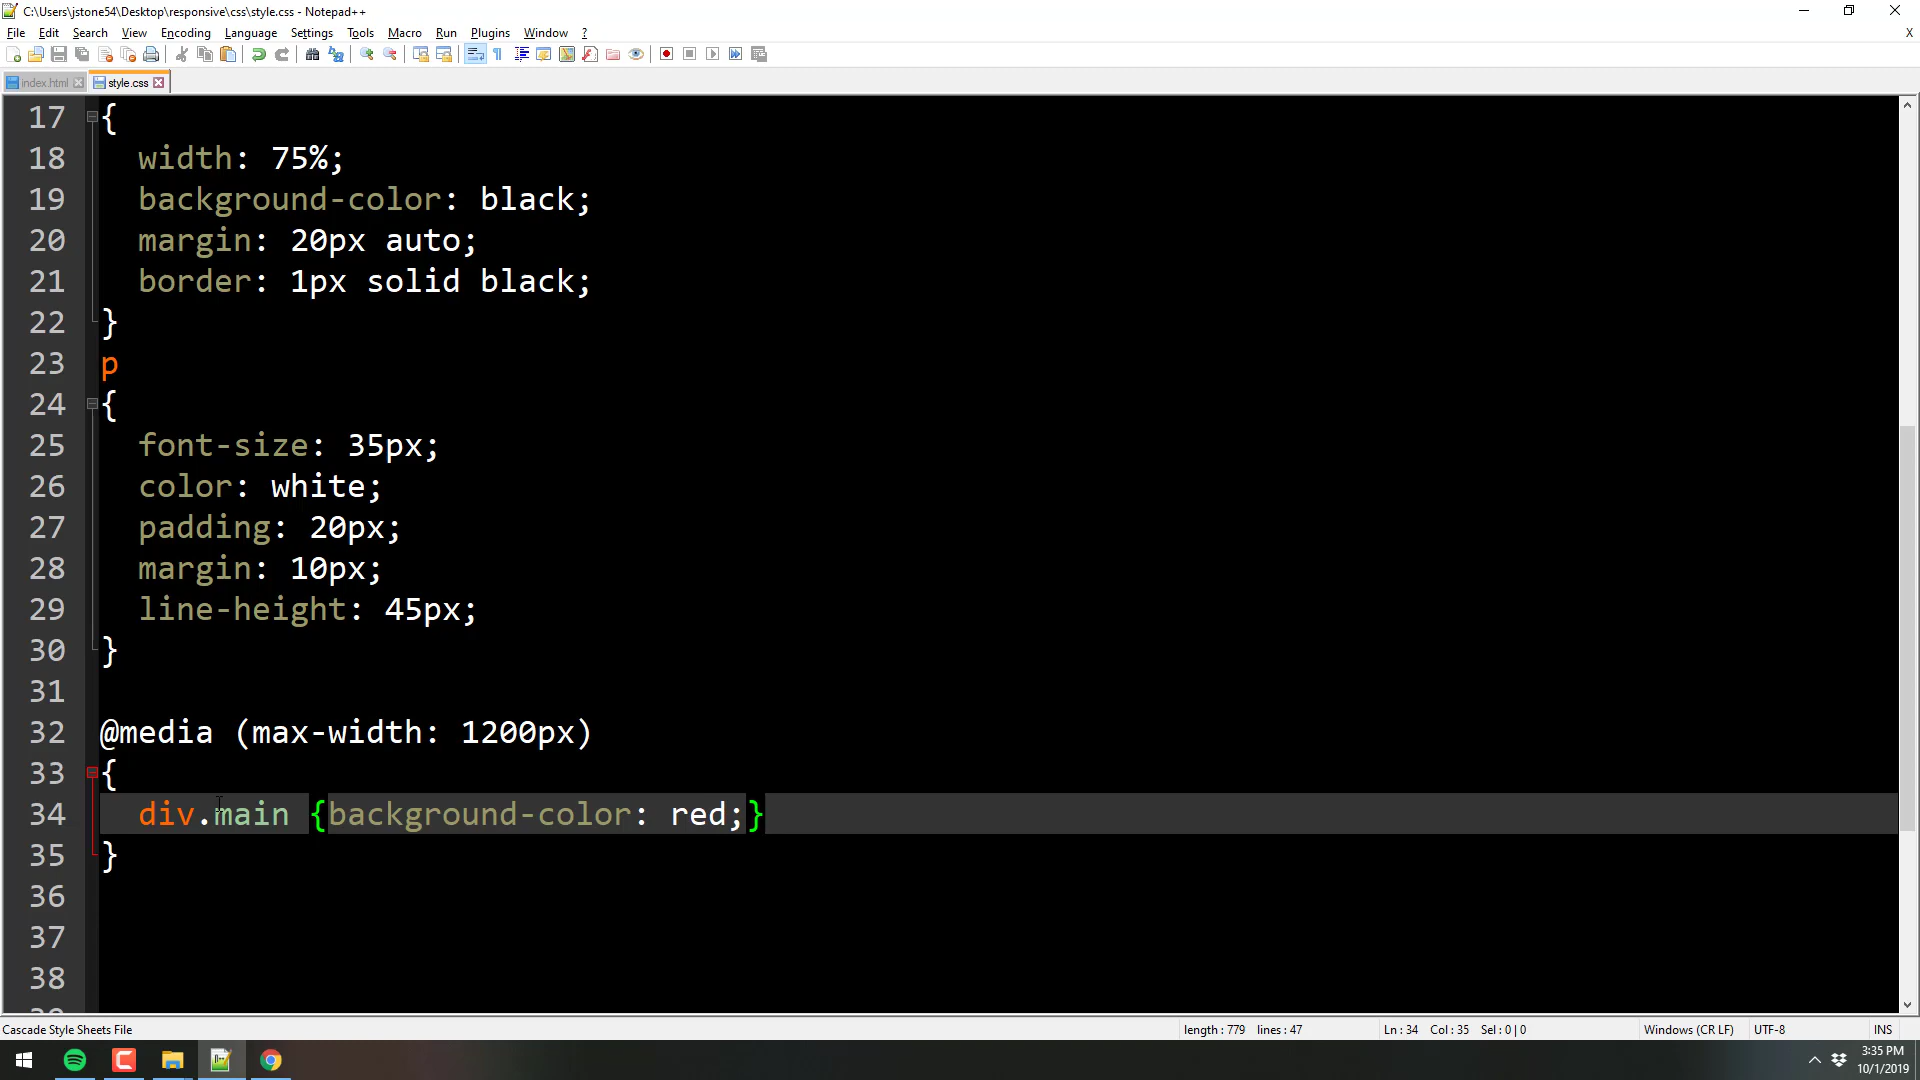 C:\Users\jstone54\Desktop\responsive\css\style.css - Notepad++
File Edit Search View Encoding Language Settings Tools Macro Run Plugins Window ? X
index.html style.css
17 {
18 width: 75%;
19 background-color: black;
20 margin: 20px auto;
21 border: 1px solid black;
22 }
23 p
24 {
25 font-size: 35px;
26 color: white;
27 padding: 20px;
28 margin: 10px;
29 line-height: 45px;
30 }
31
32 @media (max-width: 1200px)
33 {
34 div.main {background-color: red;}
35 }
36
37
38
39
Cascade Style Sheets File length : 779 lines : 47 Ln : 34 Col : 35 Sel : 0 | 0 Windows (CR LF) UTF-8 INS
3:35 PM
10/1/2019